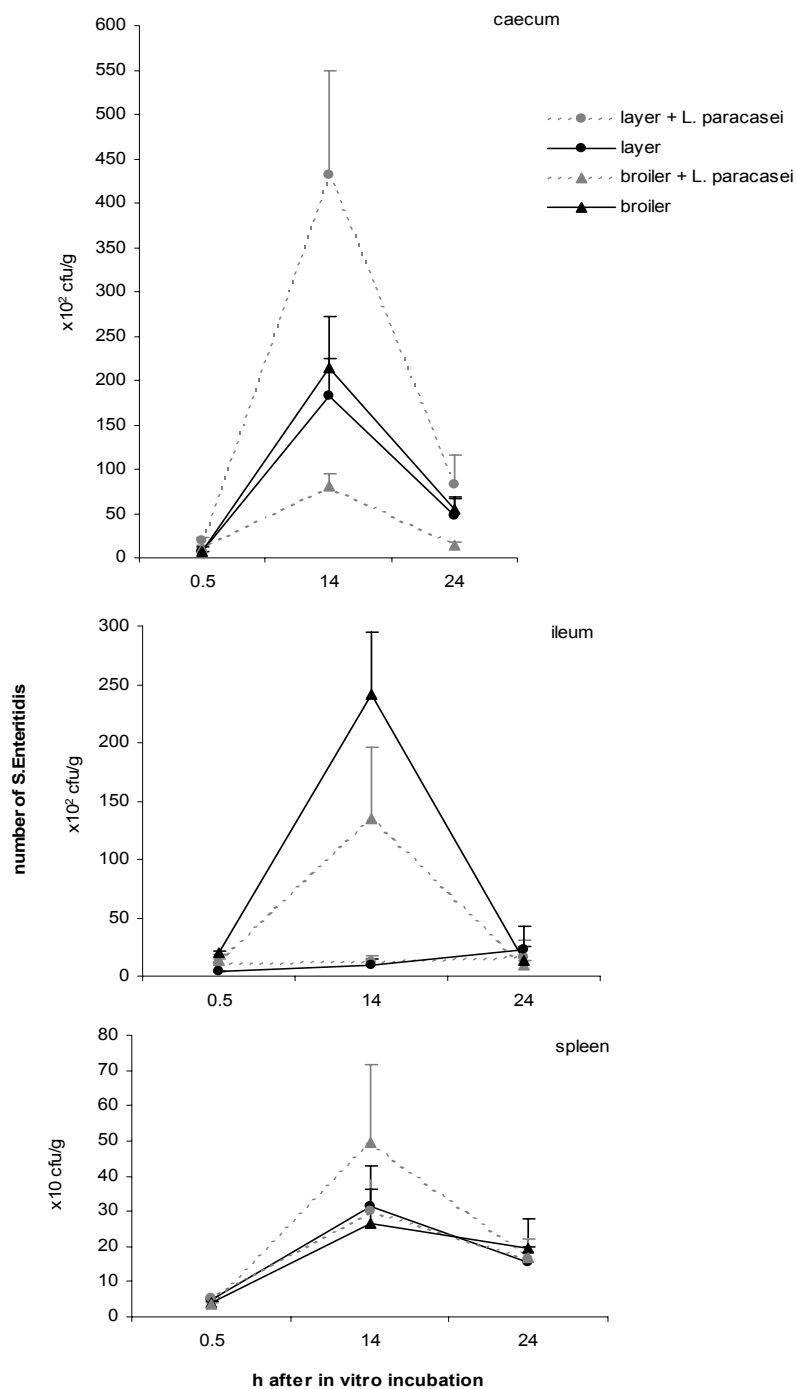 caecum
600
550
500
450
400
350
300
250
200
150
100
50
0
x10² cfu/g
0.5 14 24
layer + L. paracasei
layer
broiler + L. paracasei
broiler
number of S.Enteritidis
ileum
300
250
200
150
100
50
0
x10² cfu/g
0.5 14 24
spleen
80
70
60
50
40
30
20
10
0
x10 cfu/g
0.5 14 24
h after in vitro incubation